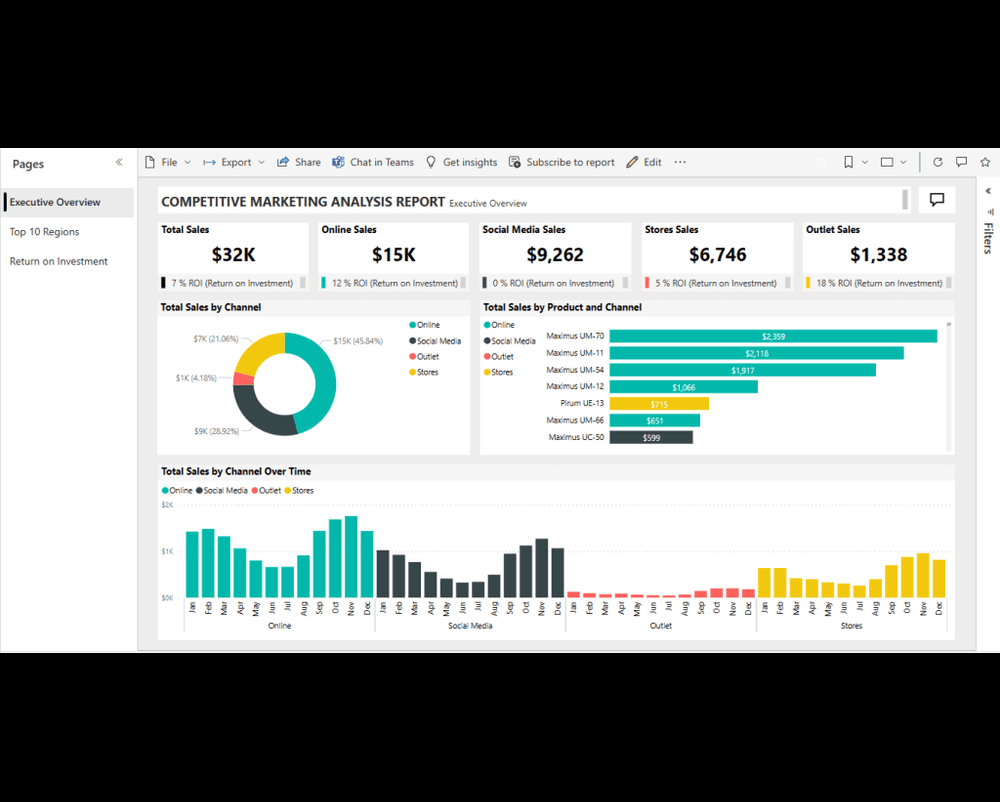 Pages
File Export Share Chat in Teams Get insights Subscribe to report Edit ...
Executive Overview
Top 10 Regions
Return on Investment
Filters
COMPETITIVE MARKETING ANALYSIS REPORT Executive Overview
Total Sales
$32K
7 % ROI (Return on Investment)
Online Sales
$15K
12 % ROI (Return on Investment)
Social Media Sales
$9,262
0 % ROI (Return on Investment)
Stores Sales
$6,746
5 % ROI (Return on Investment)
Outlet Sales
$1,338
18 % ROI (Return on Investment)
Total Sales by Channel
$7K (21.06%)
$15K (45.84%)
$1K (4.18%)
$9K (28.92%)
Online
Social Media
Outlet
Stores
Total Sales by Product and Channel
Online
Social Media
Outlet
Stores
Maximus UM-70 $2,359
Maximus UM-11 $2,118
Maximus UM-54 $1,917
Maximus UM-12 $1,066
Pirum UE-13 $715
Maximus UM-66 $651
Maximus UC-50 $599
Total Sales by Channel Over Time
Online Social Media Outlet Stores
$2K
$1K
$0K
Jan Feb Mar Apr May Jun Jul Aug Sep Oct Nov Dec
Online
Jan Feb Mar Apr May Jun Jul Aug Sep Oct Nov Dec
Social Media
Jan Feb Mar Apr May Jun Jul Aug Sep Oct Nov Dec
Outlet
Jan Feb Mar Apr May Jun Jul Aug Sep Oct Nov Dec
Stores